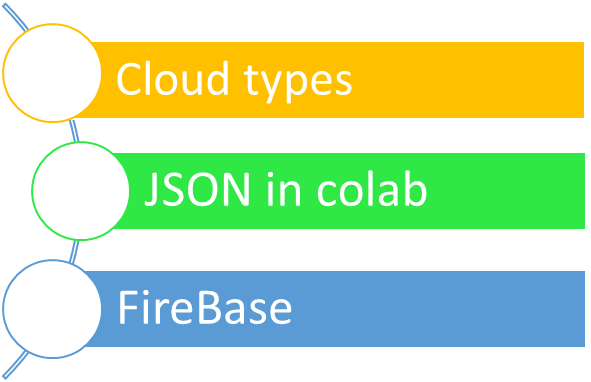 Cloud types
JSON in colab
FireBase